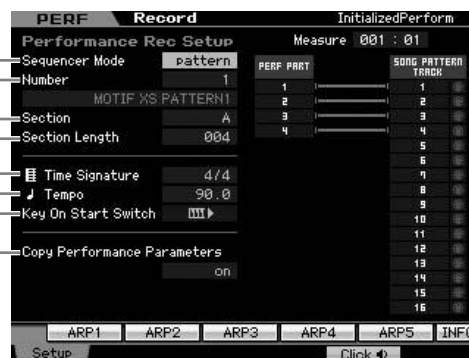 PERF Record InitializedPerform
Performance Rec Setup Measure 001 : 01
Sequencer Mode pattern
Number 1
MOTIF XS PATTERN1
Section A
Section Length 004
Time Signature 4/4
Tempo 90.0
Key On Start Switch
Copy Performance Parameters
on
PERF PART
1
2
3
4
SONG PATTERN
TRACK
1
2
3
4
5
6
7
8
9
10
11
12
13
14
15
16
ARP1 ARP2 ARP3 ARP4 ARP5 INF
Setup Click